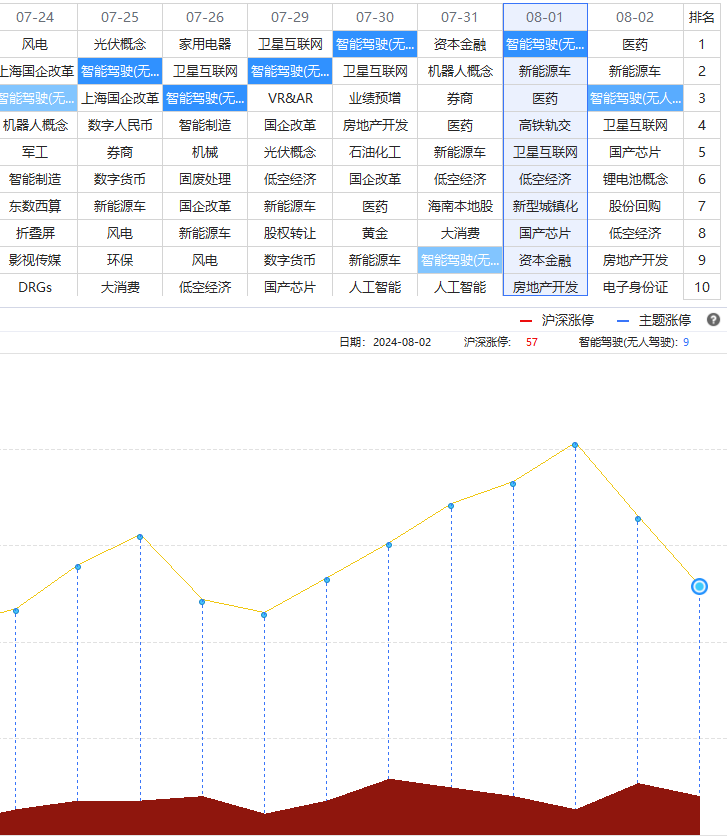 07-24 07-25 07-26 07-29 07-30 07-31 08-01 08-02 排名
风电 光伏概念 家用电器 卫星互联网 智能驾驶(无... 资本金融 智能驾驶(无... 医药 1
上海国企改革 智能驾驶(无... 卫星互联网 智能驾驶(无... 卫星互联网 机器人概念 新能源车 新能源车 2
智能驾驶(无... 上海国企改革 智能驾驶(无... VR&AR 业绩预增 券商 医药 智能驾驶(无人... 3
机器人概念 数字人民币 智能制造 国企改革 房地产开发 医药 高铁轨交 卫星互联网 4
军工 券商 机械 光伏概念 石油化工 新能源车 卫星互联网 国产芯片 5
智能制造 数字货币 固废处理 低空经济 国企改革 低空经济 低空经济 锂电池概念 6
东数西算 新能源车 国企改革 新能源车 医药 海南本地股 新型城镇化 股份回购 7
折叠屏 风电 新能源车 股权转让 黄金 大消费 国产芯片 低空经济 8
影视传媒 环保 风电 数字货币 新能源车 智能驾驶(无... 资本金融 房地产开发 9
DRGs 大消费 低空经济 国产芯片 人工智能 人工智能 房地产开发 电子身份证 10
沪深涨停 主题涨停 ?
日期: 2024-08-02 沪深涨停: 57 智能驾驶(无人驾驶): 9